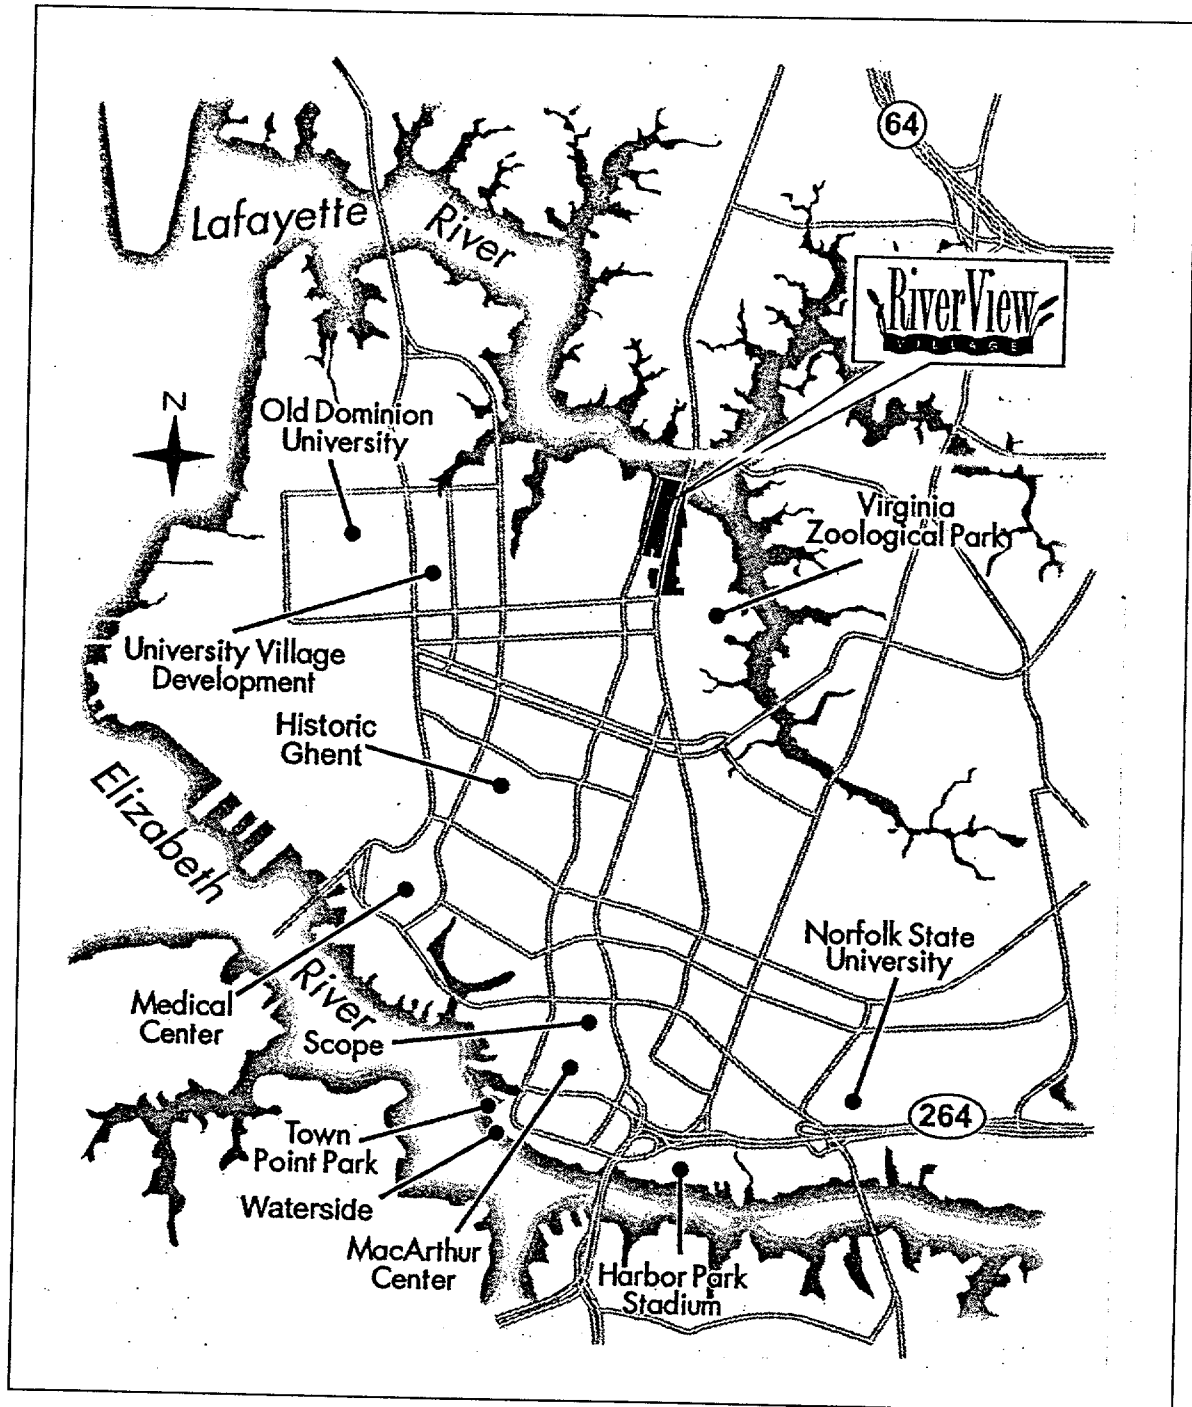 64
Lafayette
River
RiverView
VILLAGE
N
Old Dominion
University
Virginia
Zoological Park
University Village
Development
Historic
Ghent
Elizabeth
River
Norfolk State
University
Medical
Center
Scope
264
Town
Point Park
Waterside
MacArthur
Center
Harbor Park
Stadium